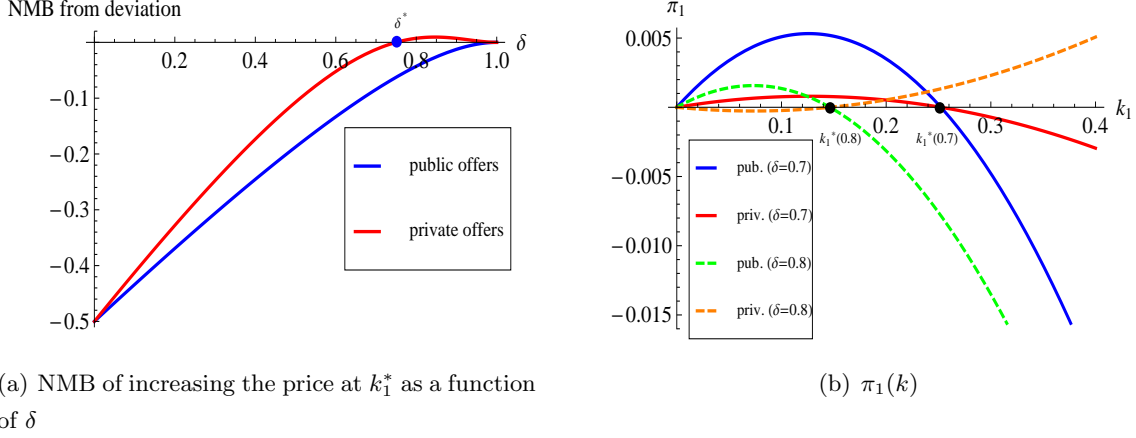 NMB from deviation
δ*
δ
0.2
0.4
0.6
0.8
1.0
−0.1
−0.2
−0.3
−0.4
−0.5
public offers
private offers
(a) NMB of increasing the price at k₁* as a function
of δ
π₁
0.005
k₁
0.1
0.2
0.3
0.4
k₁*(0.8)
k₁*(0.7)
−0.005
−0.010
−0.015
pub. (δ=0.7)
priv. (δ=0.7)
pub. (δ=0.8)
priv. (δ=0.8)
(b) π₁(k)